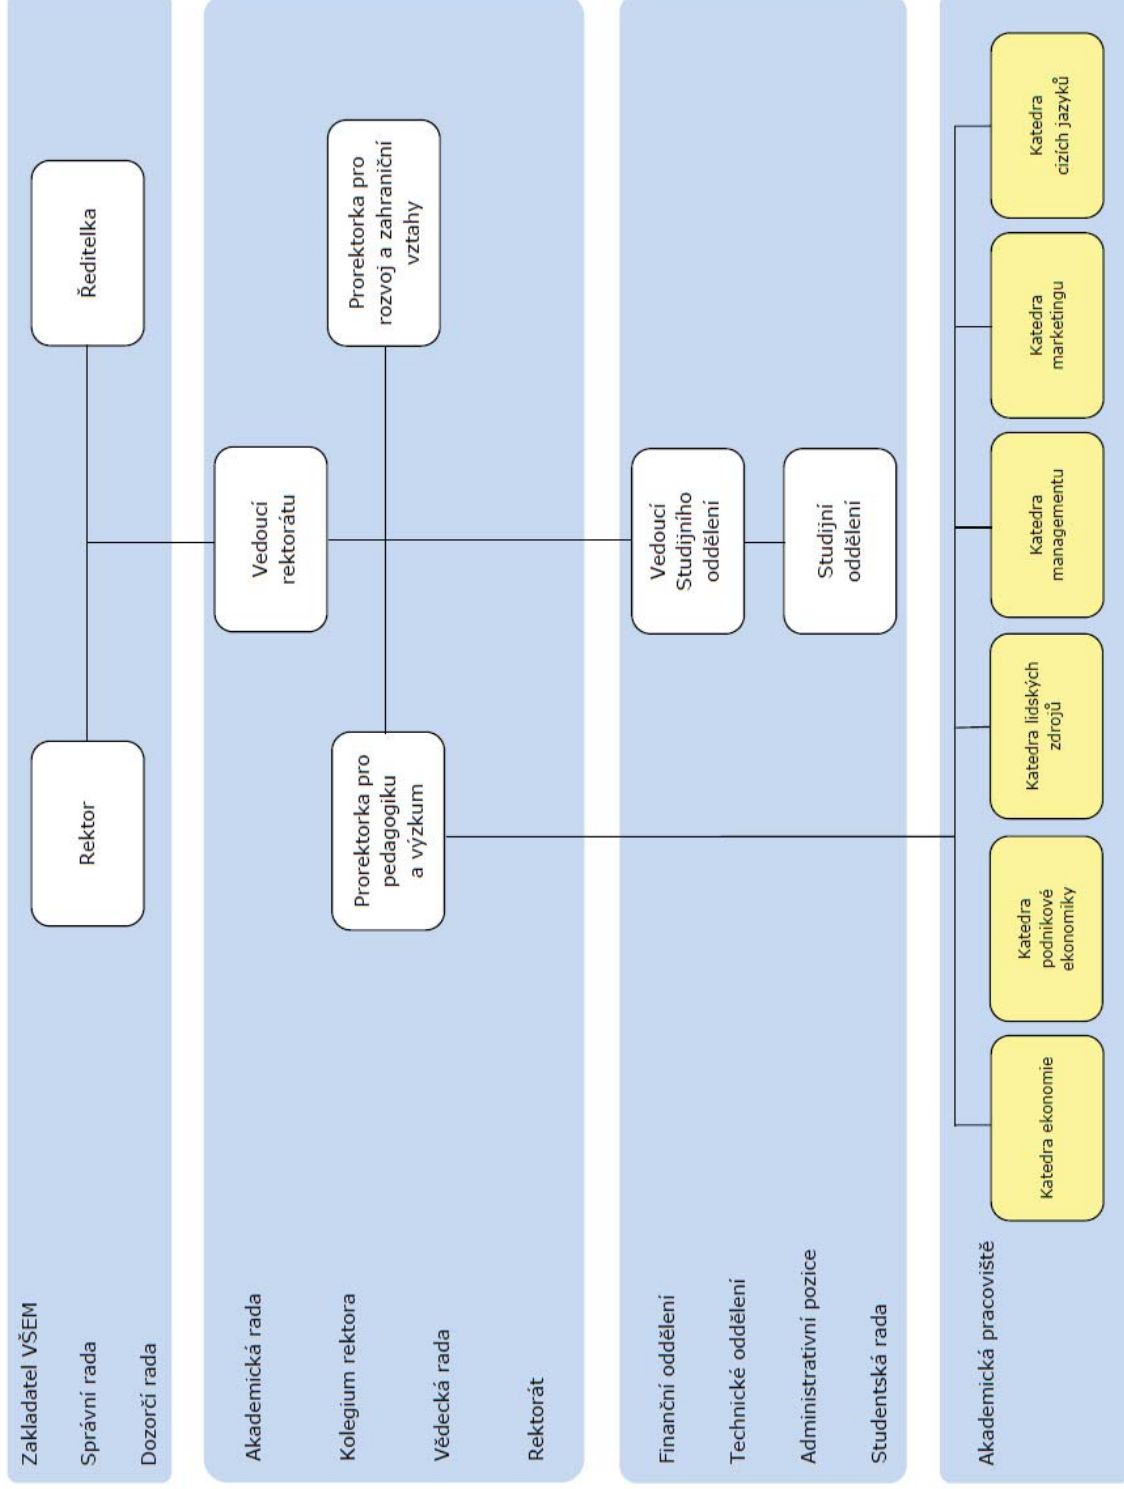 Zakladatel VŠEM
Správní rada
Dozorčí rada
Rektor
Ředitelka
Akademická rada
Kolegium rektora
Vědecká rada
Rektorát
Vedoucí
rektorátu
Prorektorka pro
pedagogiku
a výzkum
Prorektorka pro
rozvoj a zahraniční
vztahy
Finanční oddělení
Technické oddělení
Administrativní pozice
Studentská rada
Vedoucí
Studijního
oddělení
Studijní
oddělení
Akademická pracoviště
Katedra ekonomie
Katedra
podnikové
ekonomiky
Katedra lidských
zdrojů
Katedra
managementu
Katedra
marketingu
Katedra
cizích jazyků